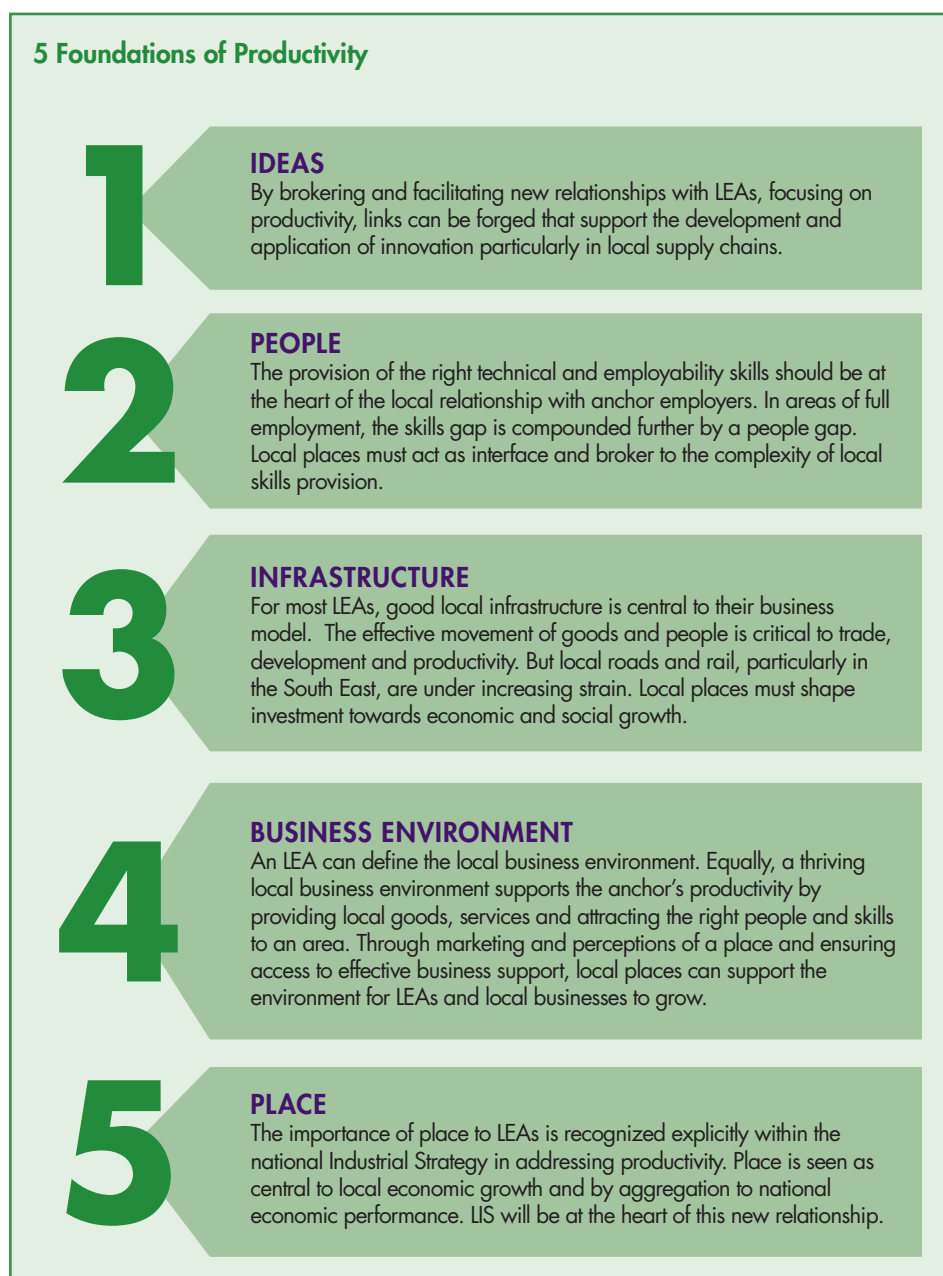 5 Foundations of Productivity
1
IDEAS
By brokering and facilitating new relationships with LEAs, focusing on
productivity, links can be forged that support the development and
application of innovation particularly in local supply chains.
2
PEOPLE
The provision of the right technical and employability skills should be at
the heart of the local relationship with anchor employers. In areas of full
employment, the skills gap is compounded further by a people gap.
Local places must act as interface and broker to the complexity of local
skills provision.
3
INFRASTRUCTURE
For most LEAs, good local infrastructure is central to their business
model.  The effective movement of goods and people is critical to trade,
development and productivity. But local roads and rail, particularly in
the South East, are under increasing strain. Local places must shape
investment towards economic and social growth.
4
BUSINESS ENVIRONMENT
An LEA can define the local business environment. Equally, a thriving
local business environment supports the anchor's productivity by
providing local goods, services and attracting the right people and skills
to an area. Through marketing and perceptions of a place and ensuring
access to effective business support, local places can support the
environment for LEAs and local businesses to grow.
5
PLACE
The importance of place to LEAs is recognized explicitly within the
national Industrial Strategy in addressing productivity. Place is seen as
central to local economic growth and by aggregation to national
economic performance. LIS will be at the heart of this new relationship.